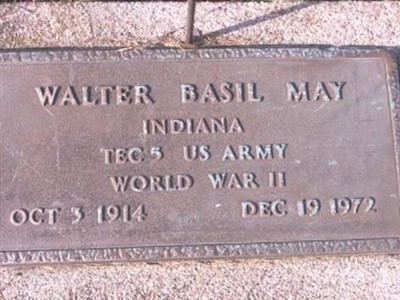 WALTER BASIL MAY
INDIANA
TEC 5 US ARMY
WORLD WAR II
OCT 3 1914 DEC 19 1972